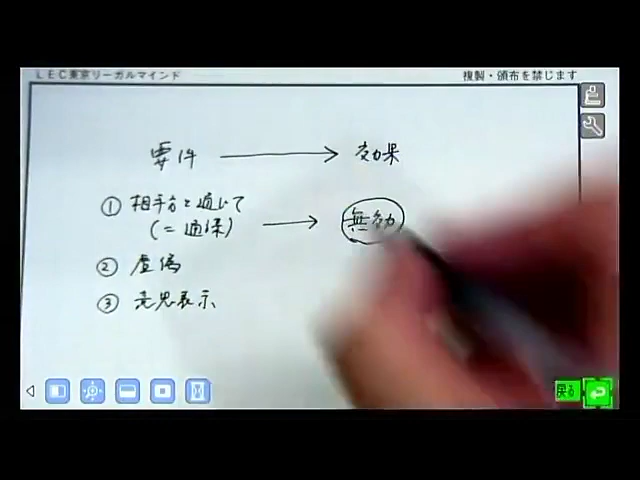 LEC東京リーガルマインド 複製・頒布を禁じます
要件 → 効果
① 相手方と通じて
(=通謀) → 無効
② 虚偽
③ 意思表示
戻る